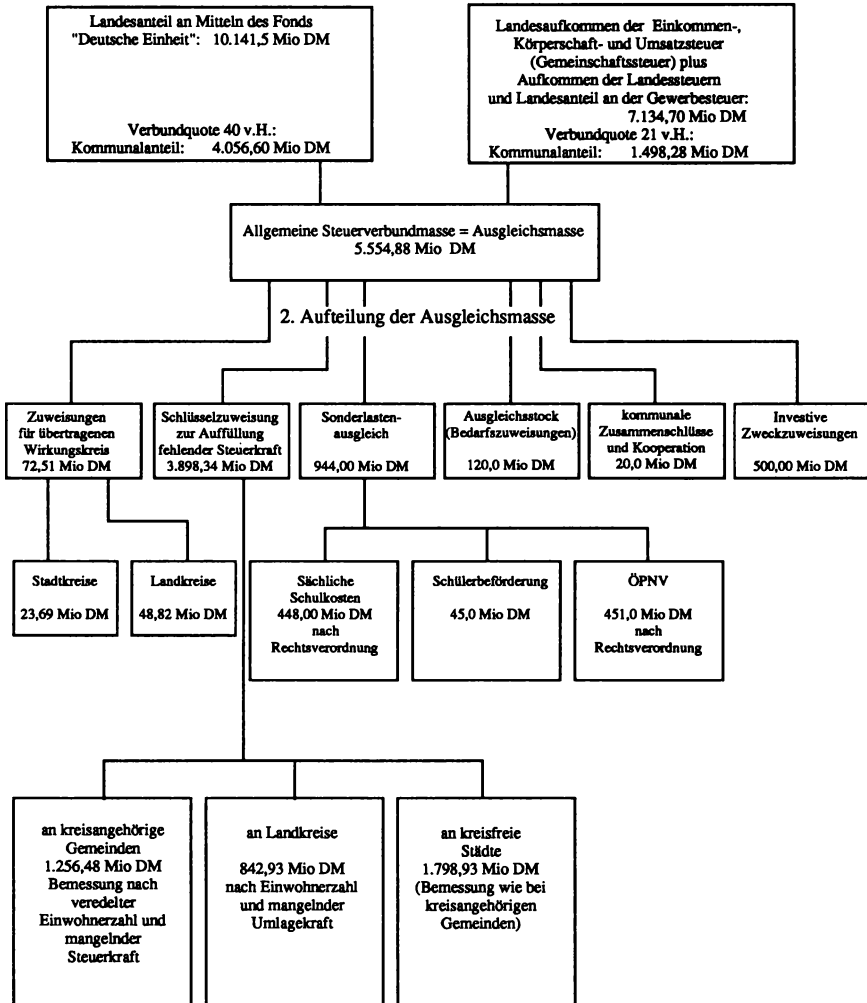 Landesanteil an Mitteln des Fonds
"Deutsche Einheit": 10.141,5 Mio DM
Verbundquote 40 v.H.:
Kommunalanteil: 4.056,60 Mio DM
Landesaufkommen der Einkommen-,
Körperschaft- und Umsatzsteuer
(Gemeinschaftssteuer) plus
Aufkommen der Landessteuern
und Landesanteil an der Gewerbesteuer:
7.134,70 Mio DM
Verbundquote 21 v.H.:
Kommunalanteil: 1.498,28 Mio DM
Allgemeine Steuerverbundmasse = Ausgleichsmasse
5.554,88 Mio DM
2. Aufteilung der Ausgleichsmasse
Zuweisungen
für übertragenen
Wirkungskreis
72,51 Mio DM
Schlüsselzuweisung
zur Auffüllung
fehlender Steuerkraft
3.898,34 Mio DM
Sonderlasten-
ausgleich
944,00 Mio DM
Ausgleichsstock
(Bedarfszuweisungen)
120,0 Mio DM
kommunale
Zusammenschlüsse
und Kooperation
20,0 Mio DM
Investive
Zweckzuweisungen
500,00 Mio DM
Stadtkreise
23,69 Mio DM
Landkreise
48,82 Mio DM
Sächliche
Schulkosten
448,00 Mio DM
nach
Rechtsverordnung
Schülerbeförderung
45,0 Mio DM
ÖPNV
451,0 Mio DM
nach
Rechtsverordnung
an kreisangehörige
Gemeinden
1.256,48 Mio DM
Bemessung nach
veredelter
Einwohnerzahl und
mangelnder
Steuerkraft
an Landkreise
842,93 Mio DM
nach Einwohnerzahl
und mangelnder
Umlagekraft
an kreisfreie
Städte
1.798,93 Mio DM
(Bemessung wie bei
kreisangehörigen
Gemeinden)